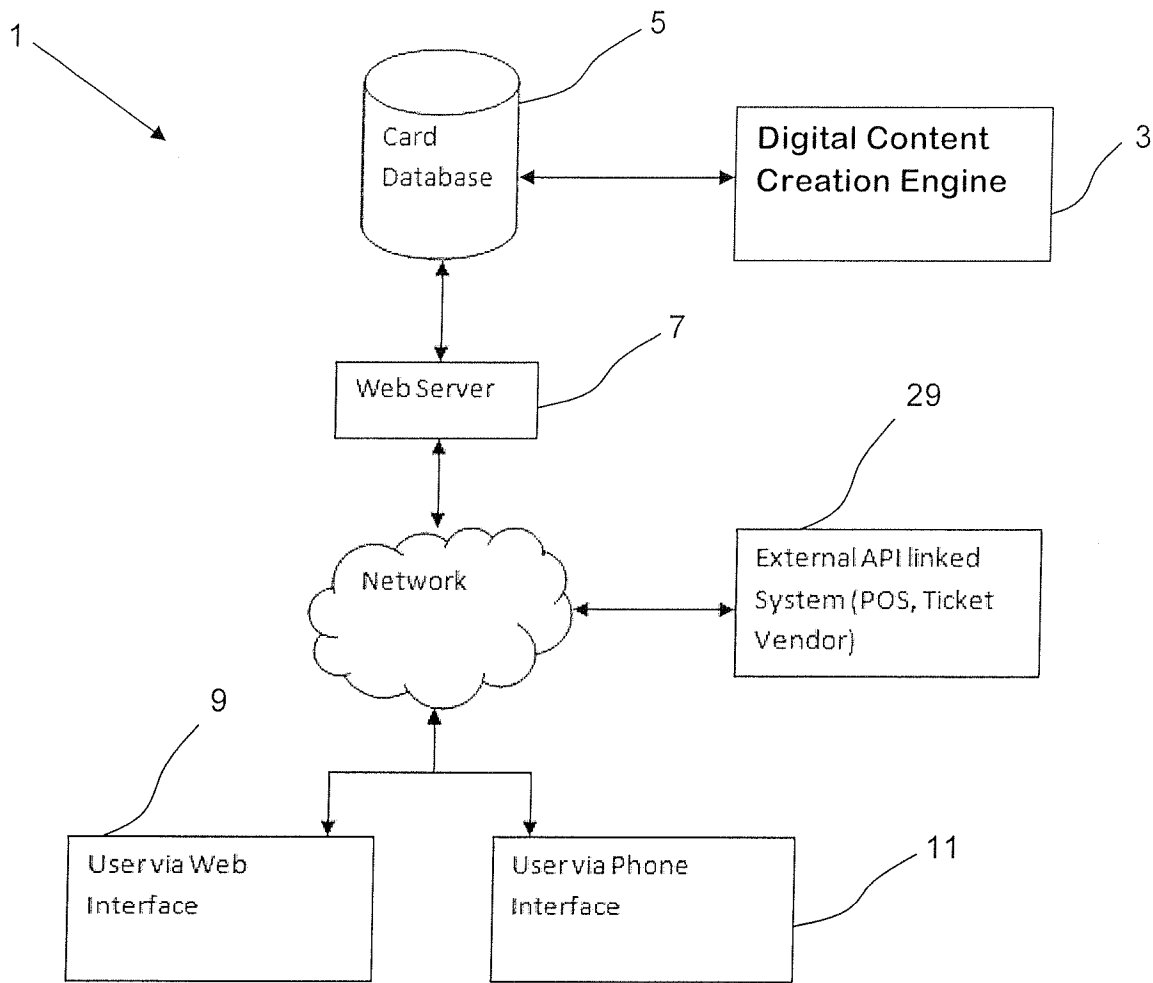 1
5
Card
Database
Digital Content
Creation Engine
3
7
Web Server
29
Network
External API linked
System (POS, Ticket
Vendor)
9
User via Web
Interface
User via Phone
Interface
11